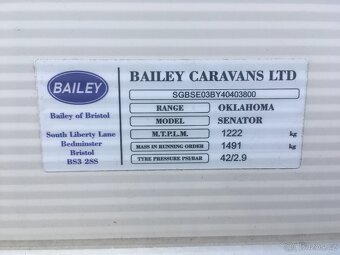 BAILEY CARAVANS LTD
BAILEY
Bailey of Bristol
South Liberty Lane
Bedminster
Bristol
BS3 2SS
SGBSE03BY40403800
RANGE OKLAHOMA
MODEL SENATOR
M.T.P.L.M. 1222 kg
MASS IN RUNNING ORDER 1491 kg
TYRE PRESSURE PSI/BAR 42/2.9